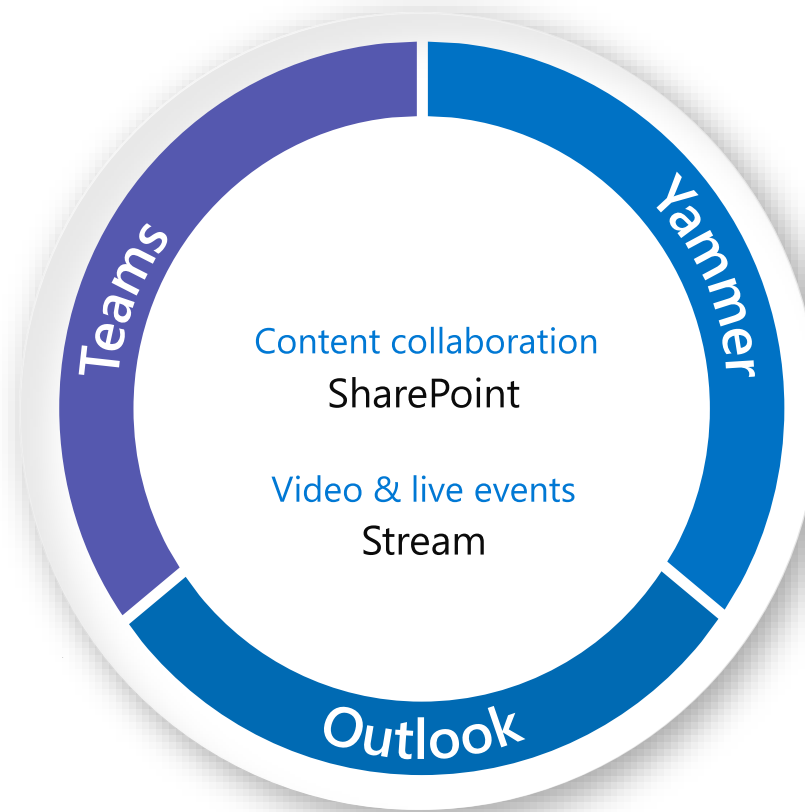 Teams
Yammer
Content collaboration
SharePoint
Video & live events
Stream
Outlook